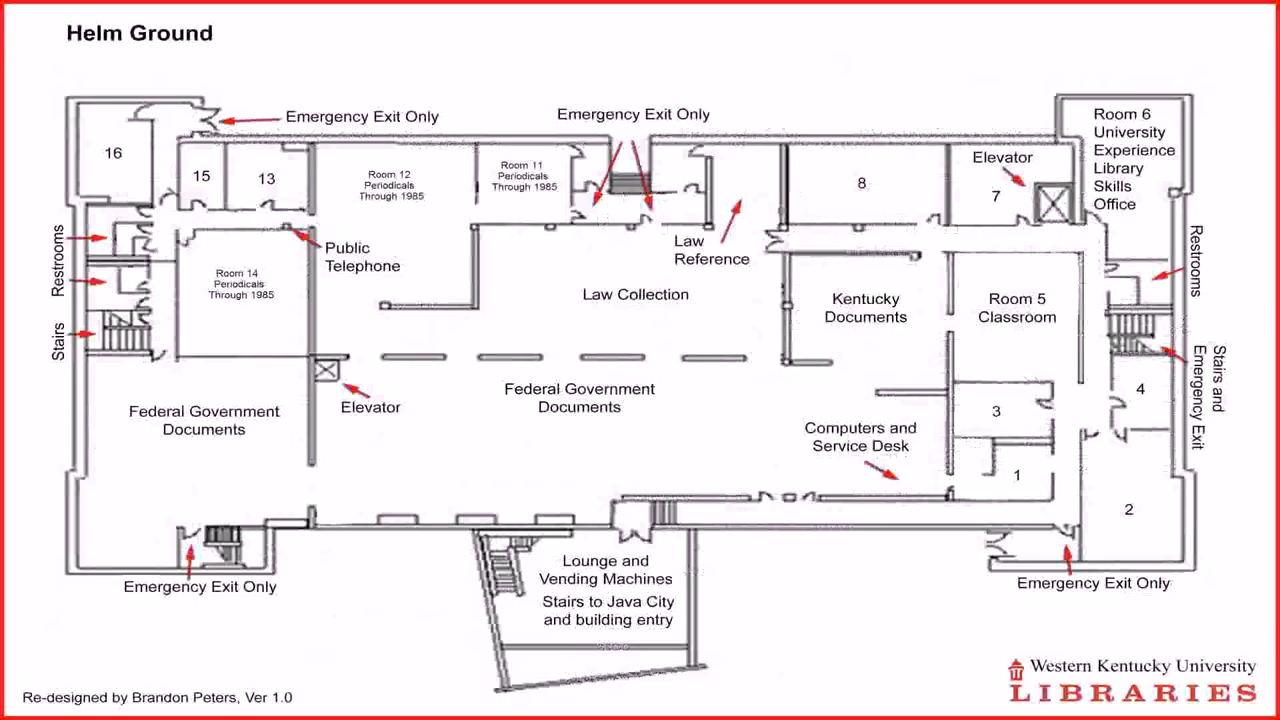 Helm Ground
Emergency Exit Only
Emergency Exit Only
16
15
13
Room 12
Periodicals
Through 1985
Room 11
Periodicals
Through 1985
8
Elevator
7
Room 6
University
Experience
Library
Skills
Office
Restrooms
Restrooms
Stairs
Public
Telephone
Room 14
Periodicals
Through 1985
Law
Reference
Law Collection
Kentucky
Documents
Room 5
Classroom
Restrooms
Stairs and
Emergency Exit
Federal Government
Documents
Elevator
Federal Government
Documents
Computers and
Service Desk
3
4
1
2
Emergency Exit Only
Lounge and
Vending Machines
Stairs to Java City
and building entry
Emergency Exit Only
Re-designed by Brandon Peters, Ver 1.0
Western Kentucky University
LIBRARIES